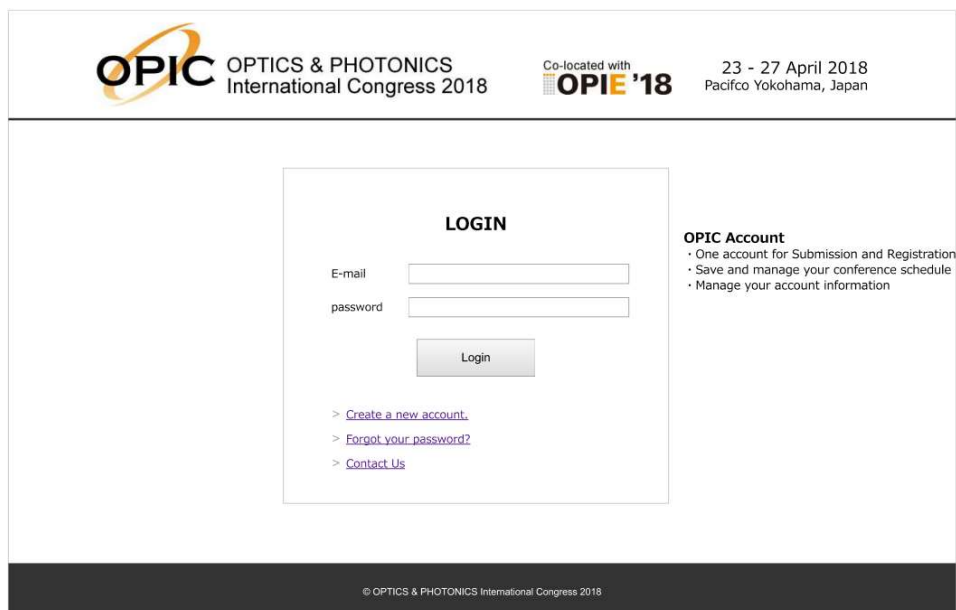 OPIC OPTICS & PHOTONICS
International Congress 2018
Co-located with
OPIE '18
23 - 27 April 2018
Pacifco Yokohama, Japan
LOGIN
E-mail
password
Login
> Create a new account.
> Forgot your password?
> Contact Us
OPIC Account
・One account for Submission and Registration
・Save and manage your conference schedule
・Manage your account information
© OPTICS & PHOTONICS International Congress 2018